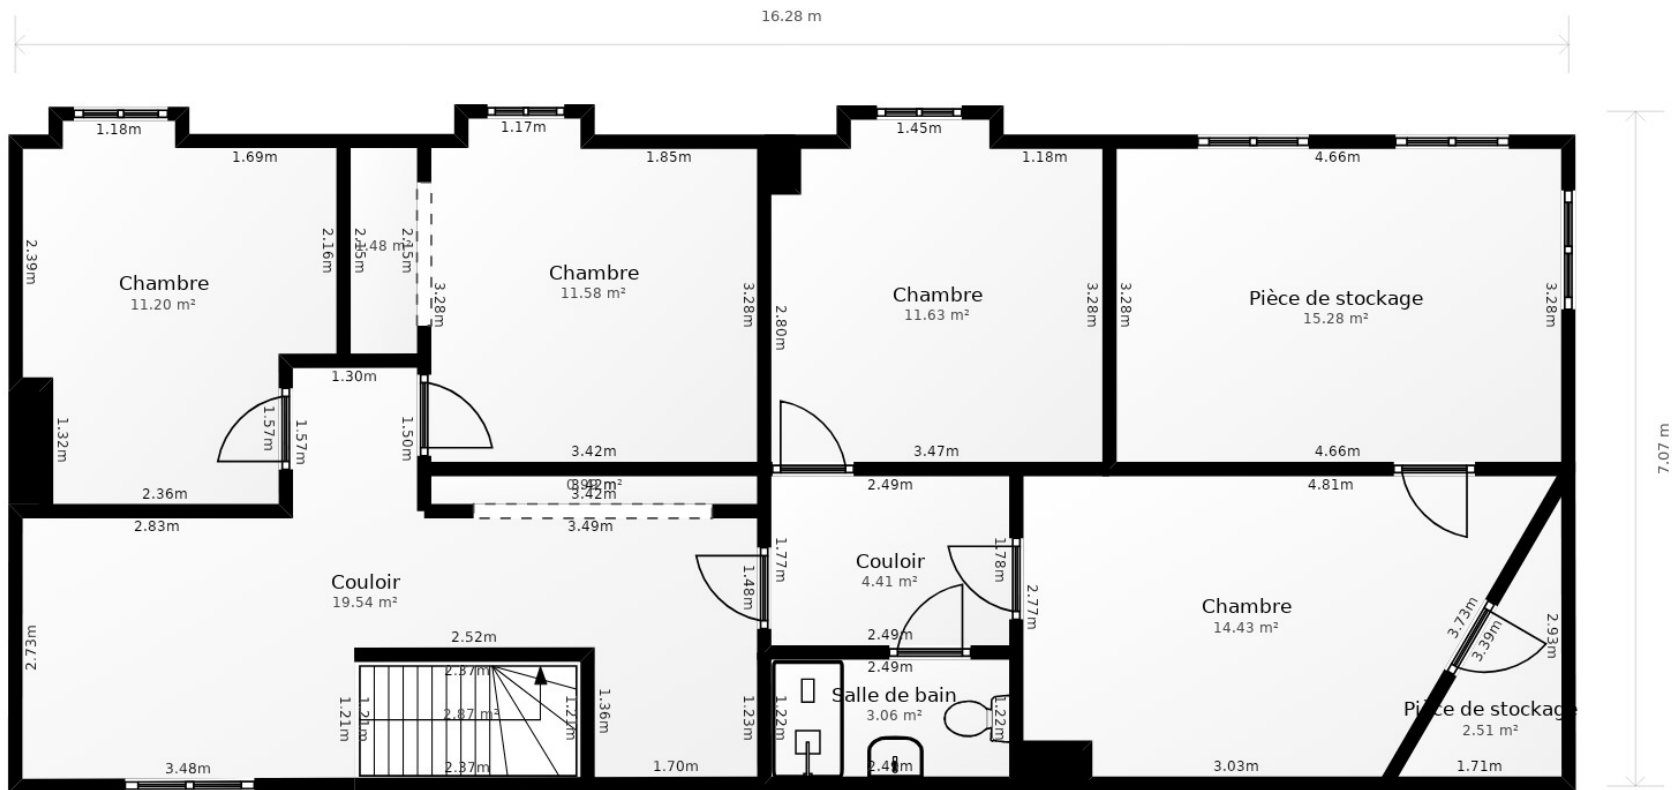 16.28 m
1.18m
1.17m
1.45m
1.69m
1.85m
1.18m
4.66m
2.39m
2.16m
2.15m
1.48 m²
2.15m
3.28m
3.28m
2.80m
3.28m
3.28m
3.28m
Chambre
11.20 m²
Chambre
11.58 m²
Chambre
11.63 m²
Pièce de stockage
15.28 m²
1.30m
1.32m
1.57m
1.57m
1.50m
3.42m
3.47m
4.66m
7.07 m
2.36m
3.42m
2.49m
4.81m
2.83m
3.49m
Couloir
19.54 m²
1.48m
1.77m
Couloir
4.41 m²
1.78m
2.77m
Chambre
14.43 m²
3.73m
3.39m
2.93m
2.73m
2.52m
2.49m
2.37m
2.49m
1.21m
1.21m
2.87 m²
1.21m
1.36m
1.23m
1.22m
Salle de bain
3.06 m²
1.22m
Pièce de stockage
2.51 m²
3.48m
2.37m
1.70m
2.49m
3.03m
1.71m